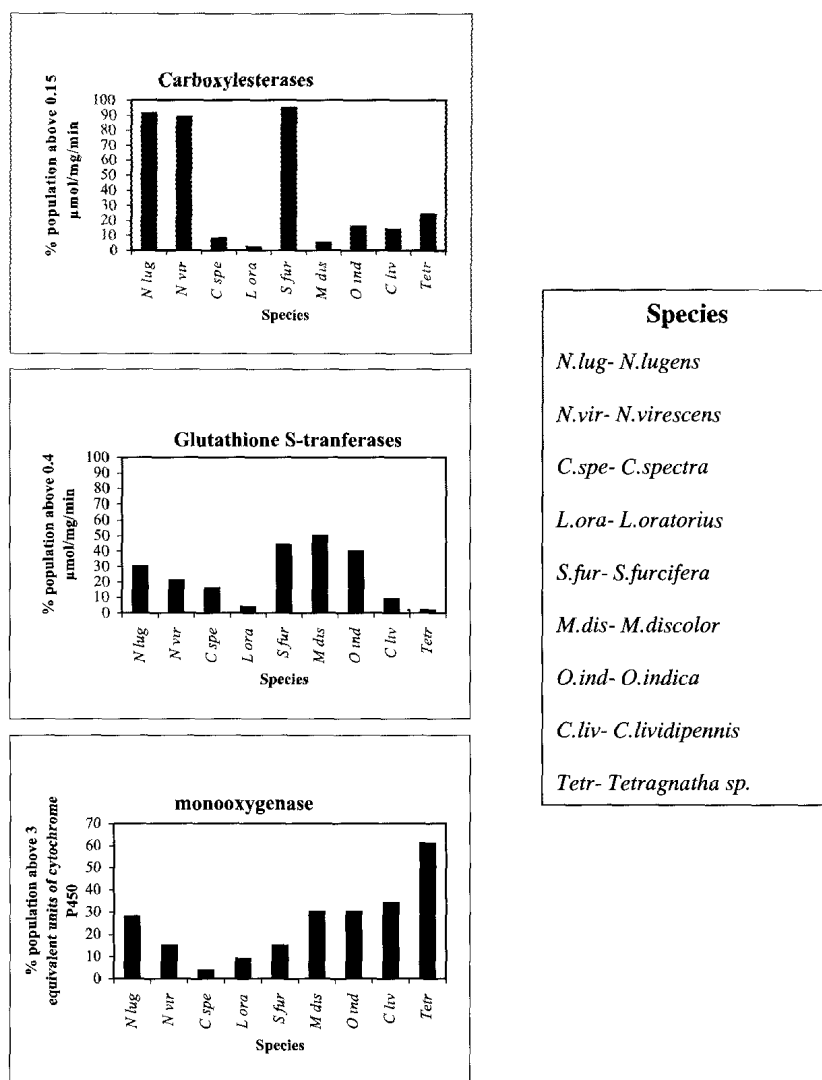 Carboxylesterases
% population above 0.15
µmol/mg/min
100
90
80
70
60
50
40
30
20
10
0
N lug
N vir
C spe
L ora
S fur
M dis
O ind
C liv
Tetr
Species
Glutathione S-tranferases
% population above 0.4
µmol/mg/min
100
90
80
70
60
50
40
30
20
10
0
N lug
N vir
C spe
L ora
S fur
M dis
O ind
C liv
Tetr
Species
monooxygenase
% population above 3
equivalent units of cytochrome
P450
70
60
50
40
30
20
10
0
N lug
N vir
C spe
L ora
S fur
M dis
O ind
C liv
Tetr
Species
Species
N.lug- N.lugens
N.vir- N.virescens
C.spe- C.spectra
L.ora- L.oratorius
S.fur- S.furcifera
M.dis- M.discolor
O.ind- O.indica
C.liv- C.lividipennis
Tetr- Tetragnatha sp.